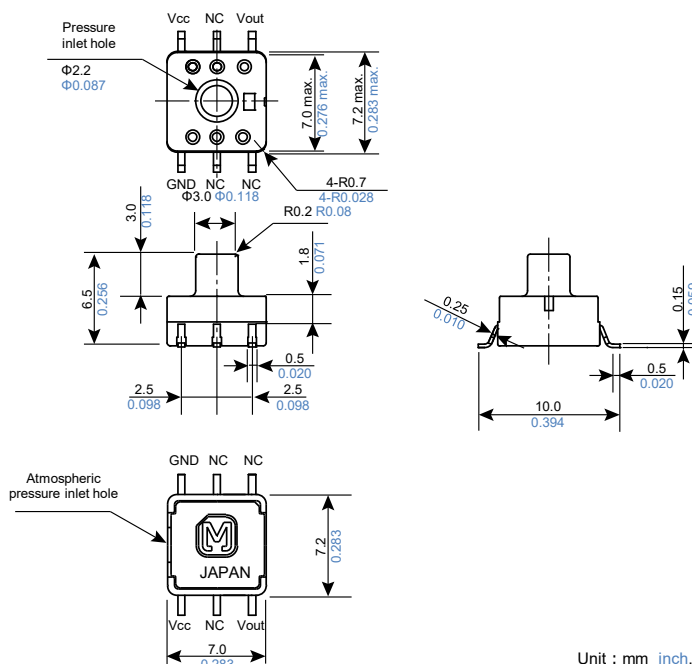 Vcc NC Vout
Pressure
inlet hole
Φ2.2
Φ0.087
7.0 max.
0.276 max.
7.2 max.
0.283 max.
GND NC NC
4-R0.7
4-R0.028
Φ3.0 Φ0.118
R0.2 R0.08
3.0
0.118
6.5
0.256
1.8
0.071
0.5
0.020
2.5
0.098
2.5
0.098
0.25
0.010
0.15
0.5
0.020
10.0
0.394
GND NC NC
Atmospheric
pressure inlet hole
M
JAPAN
7.2
0.283
Vcc NC Vout
7.0
0.283
Unit : mm inch.